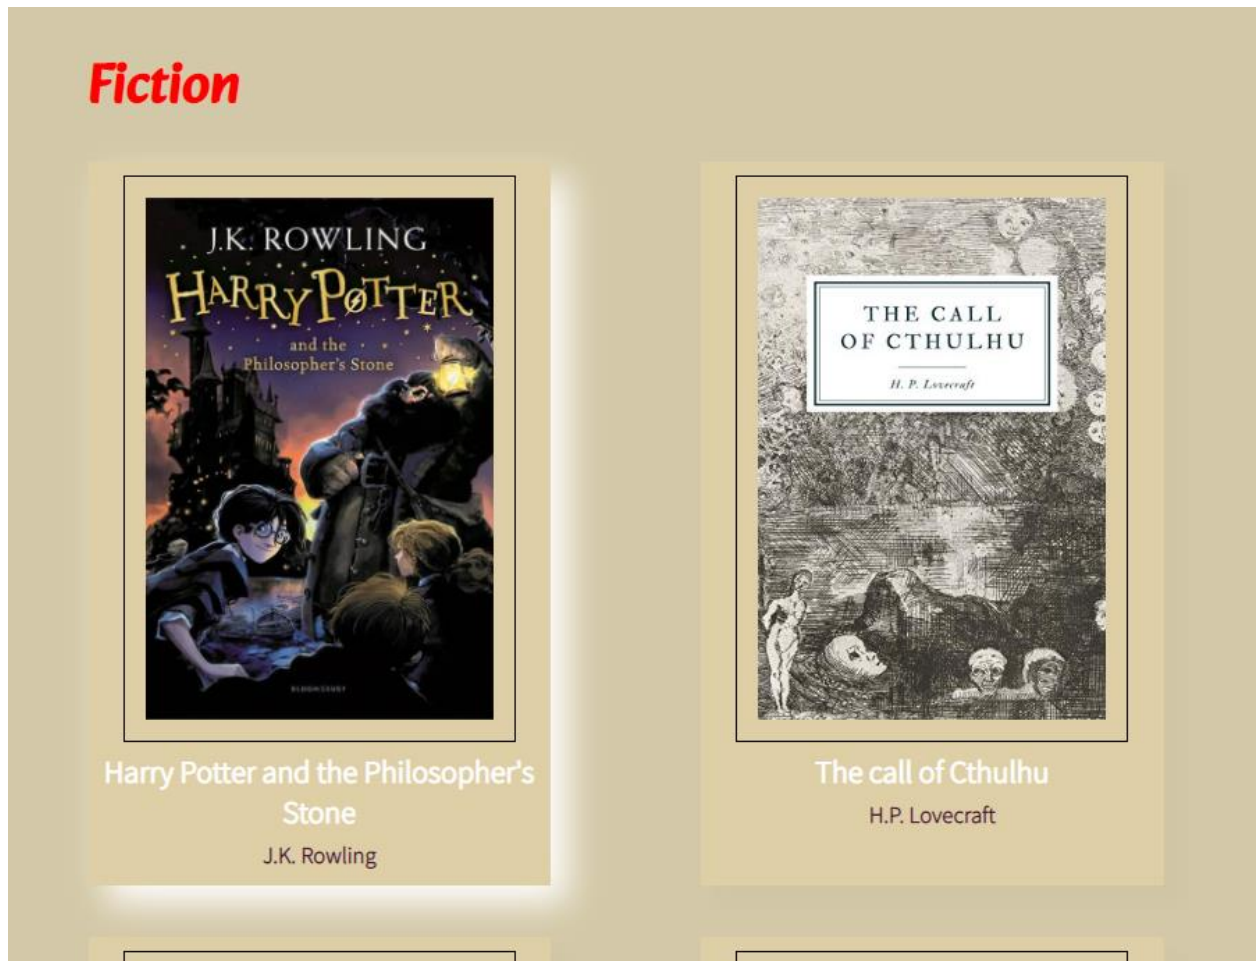 Fiction
J.K. ROWLING
HARRY POTTER
and the
Philosopher's Stone
BLOOMSBURY
Harry Potter and the Philosopher's
Stone
J.K. Rowling
THE CALL
OF CTHULHU
H. P. Lovecraft
The call of Cthulhu
H.P. Lovecraft